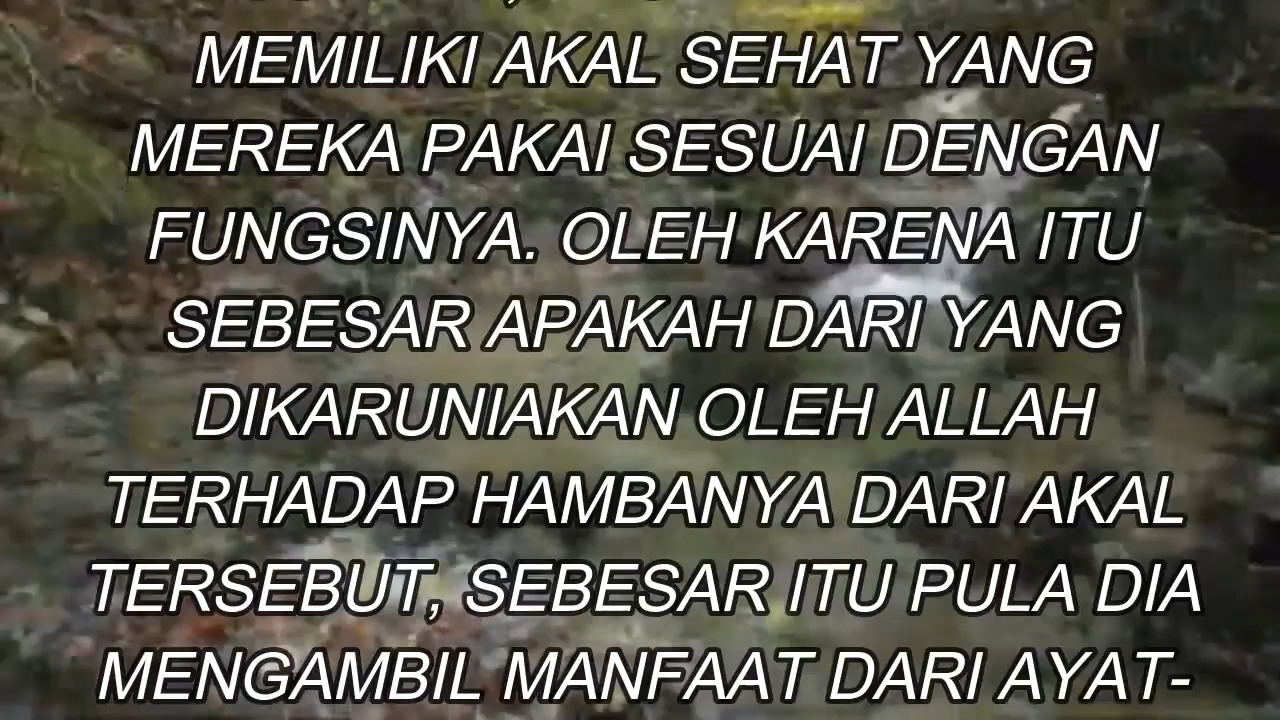 MEMILIKI AKAL SEHAT YANG
MEREKA PAKAI SESUAI DENGAN
FUNGSINYA. OLEH KARENA ITU
SEBESAR APAKAH DARI YANG
DIKARUNIAKAN OLEH ALLAH
TERHADAP HAMBANYA DARI AKAL
TERSEBUT, SEBESAR ITU PULA DIA
MENGAMBIL MANFAAT DARI AYAT-